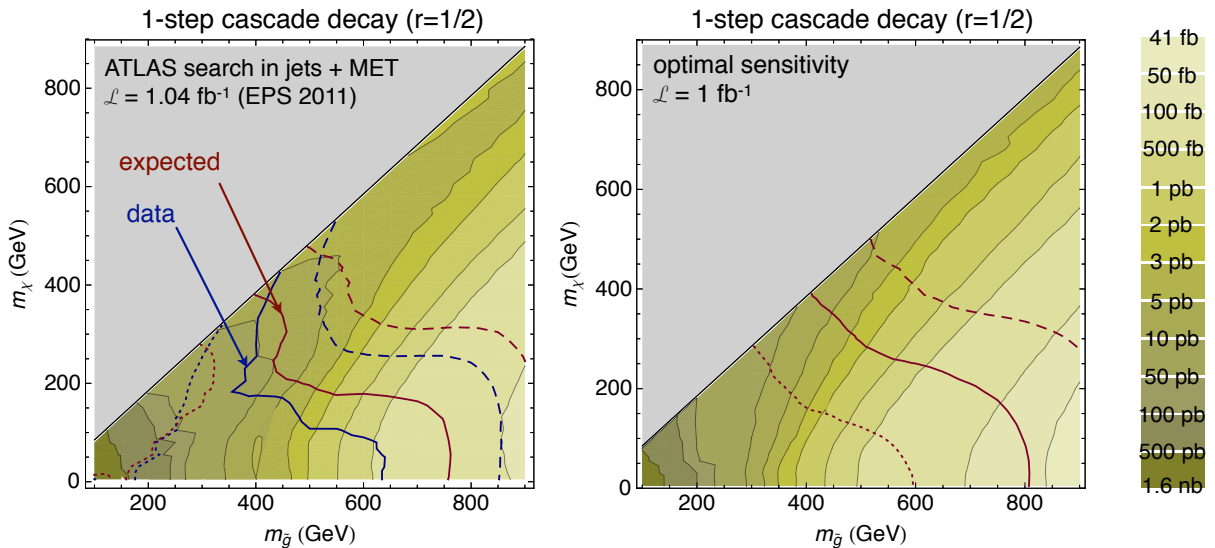 1-step cascade decay (r=1/2)
ATLAS search in jets + MET
ℒ = 1.04 fb⁻¹ (EPS 2011)
expected
data
800
600
400
200
0
mχ (GeV)
200
400
600
800
m_g̃ (GeV)
1-step cascade decay (r=1/2)
optimal sensitivity
ℒ = 1 fb⁻¹
800
600
400
200
0
mχ(GeV)
200
400
600
800
m_g̃ (GeV)
41 fb
50 fb
100 fb
500 fb
1 pb
2 pb
3 pb
5 pb
10 pb
50 pb
100 pb
500 pb
1.6 nb